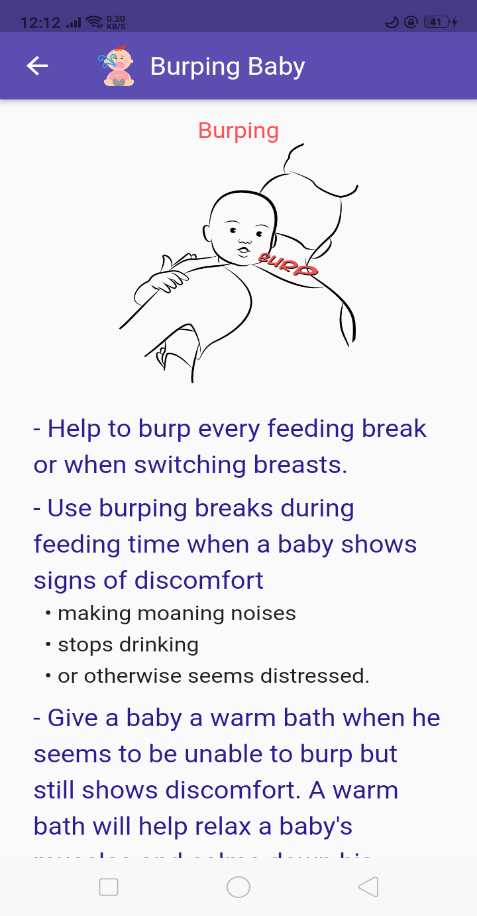 12:12
0.20
KB/S
41
Burping Baby
Burping
BURP
- Help to burp every feeding break
or when switching breasts.
- Use burping breaks during
feeding time when a baby shows
signs of discomfort
• making moaning noises
• stops drinking
• or otherwise seems distressed.
- Give a baby a warm bath when he
seems to be unable to burp but
still shows discomfort. A warm
bath will help relax a baby's